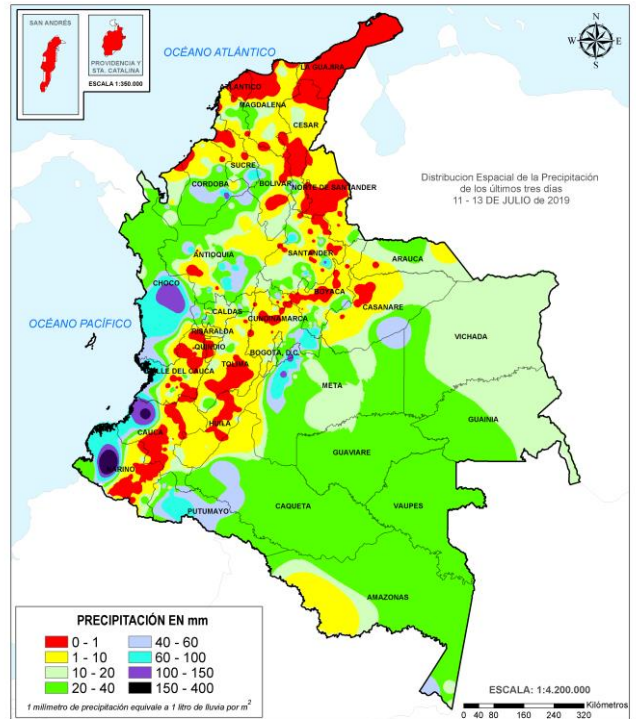 SAN ANDRÉS
PROVIDENCIA Y
STA. CATALINA
ESCALA 1:350.000
OCÉANO ATLÁNTICO
N
W
E
S
LA GUAJIRA
ATLANTICO
MAGDALENA
CESAR
SUCRE
Distribucion Espacial de la Precipitación
de los últimos tres días
11 - 13 DE JULIO de 2019
CORDOBA
BOLIVAR
NORTE DE SANTANDER
ANTIOQUIA
SANTANDER
ARAUCA
CHOCO
BOYACA
CASANARE
CALDAS
CUNDINAMARCA
OCÉANO PACÍFICO
RISARALDA
VICHADA
QUINDIO
BOGOTA, D.C.
TOLIMA
VALLE DEL CAUCA
META
GUAINIA
HUILA
CAUCA
GUAVIARE
NARIÑO
CAQUETA
VAUPES
PUTUMAYO
AMAZONAS
PRECIPITACIÓN EN mm
0 - 1
40 - 60
1 - 10
60 - 100
10 - 20
100 - 150
20 - 40
150 - 400
1 milimetro de precipitación equivale a 1 litro de lluvia por m²
ESCALA: 1:4.200.000
Kilómetros
0 40 80 160 240 320